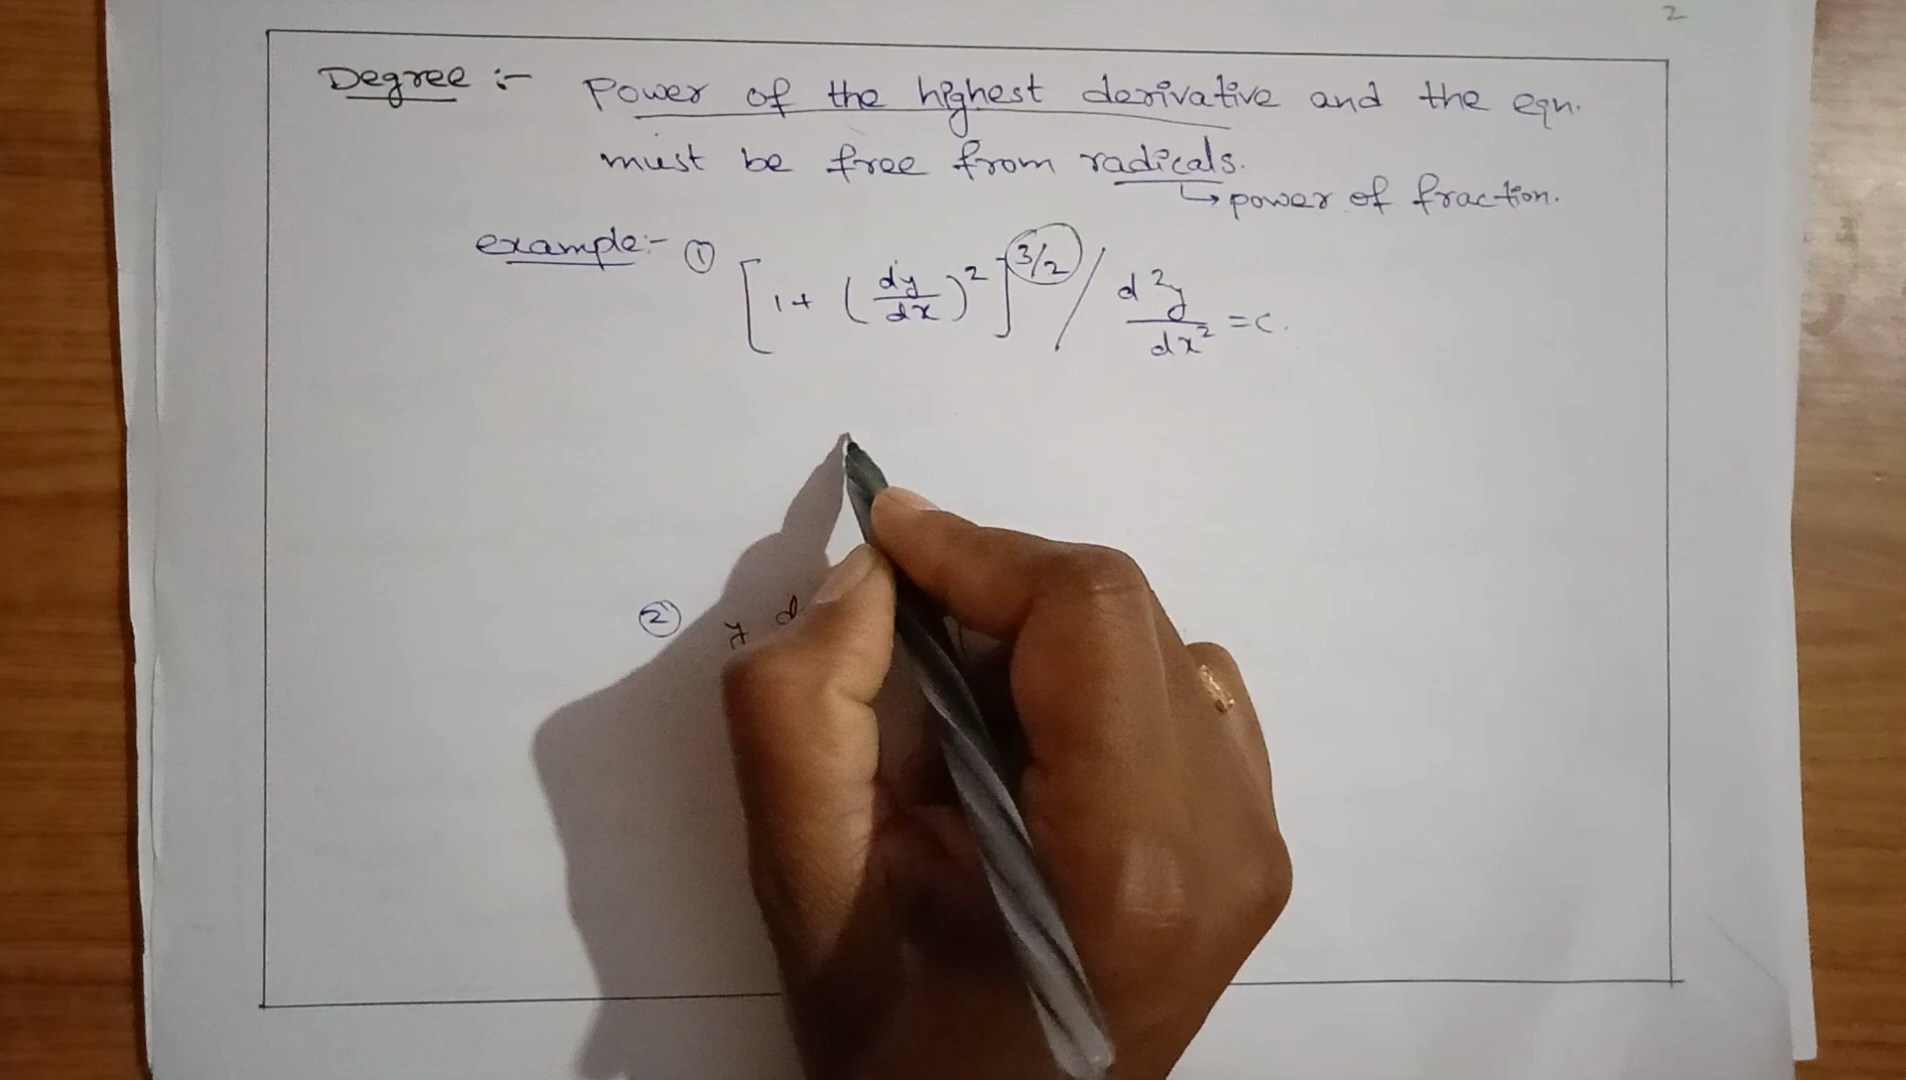 2
Degree :- Power of the highest derivative and the eqn.
must be free from radicals.
↳ power of fraction.
example:- ① [1 + (dy/dx)²]^3/2 / d²y/dx² = c.
② y d